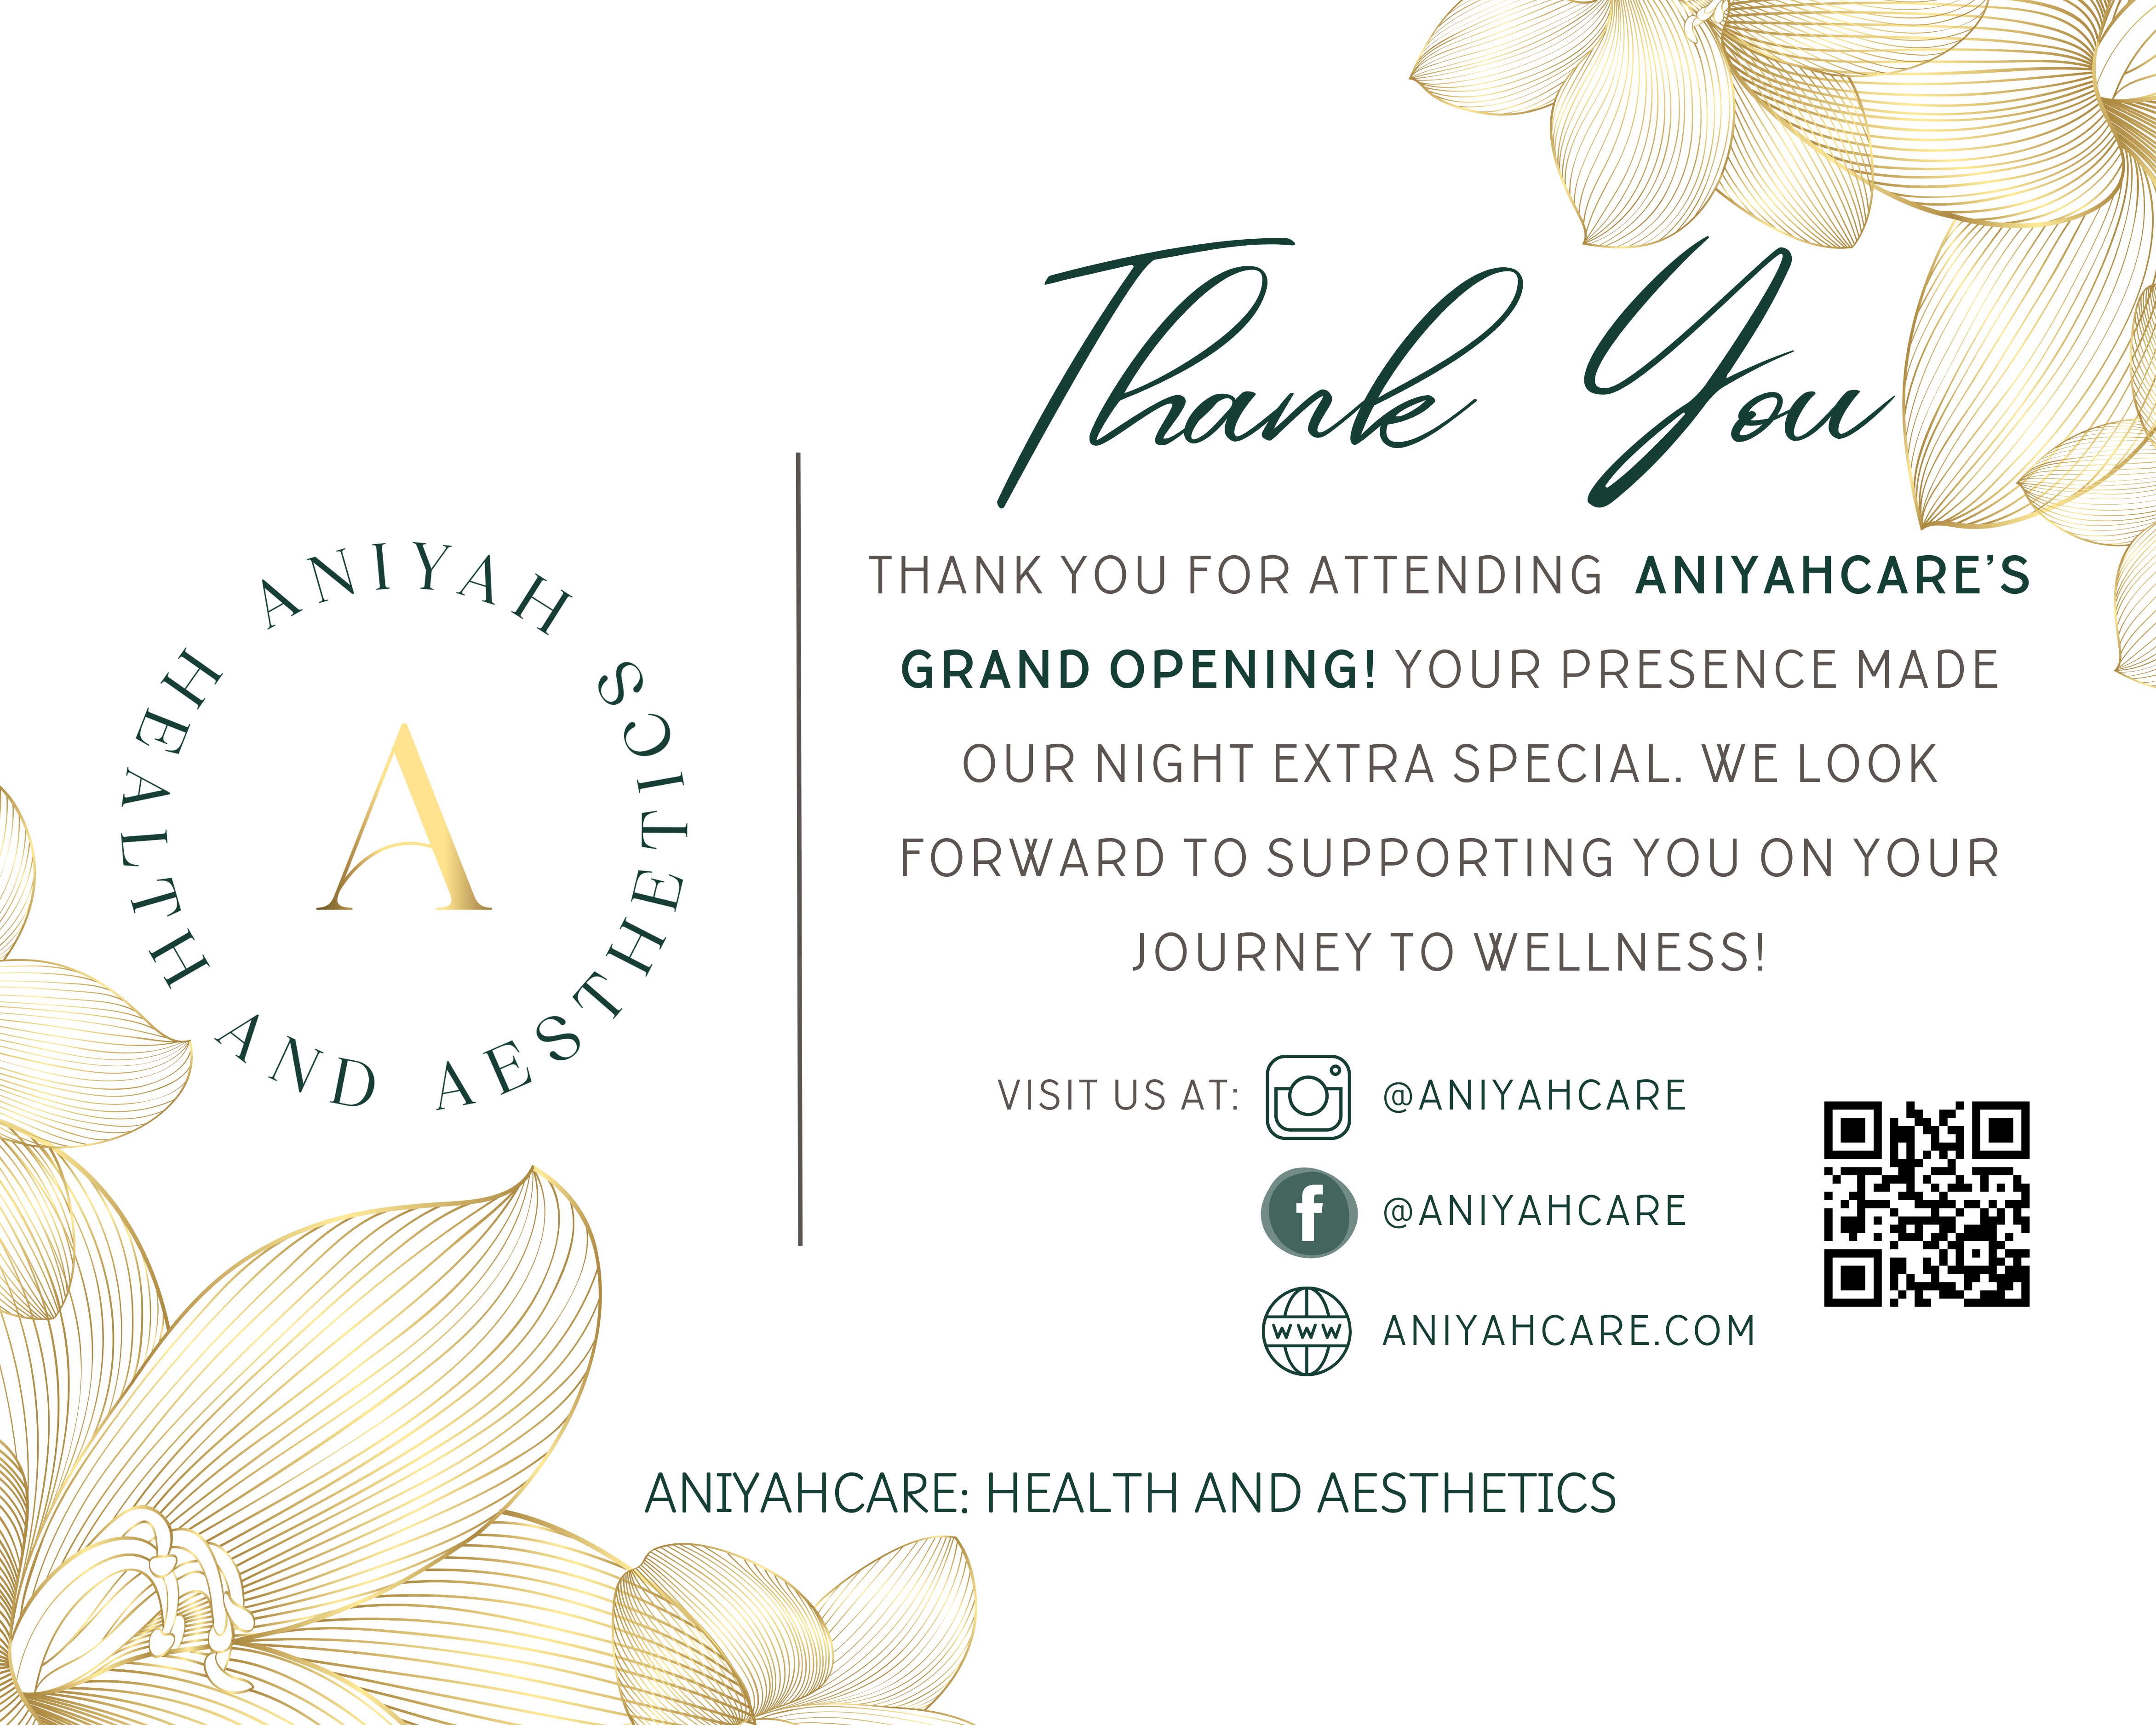 Thank You
THANK YOU FOR ATTENDING ANIYAHCARE'S
GRAND OPENING! YOUR PRESENCE MADE
OUR NIGHT EXTRA SPECIAL. WE LOOK
FORWARD TO SUPPORTING YOU ON YOUR
JOURNEY TO WELLNESS!
ANIYAH HEALTH AND AESTHETICS
A
VISIT US AT: @ANIYAHCARE
f @ANIYAHCARE
WWW ANIYAHCARE.COM
ANIYAHCARE: HEALTH AND AESTHETICS